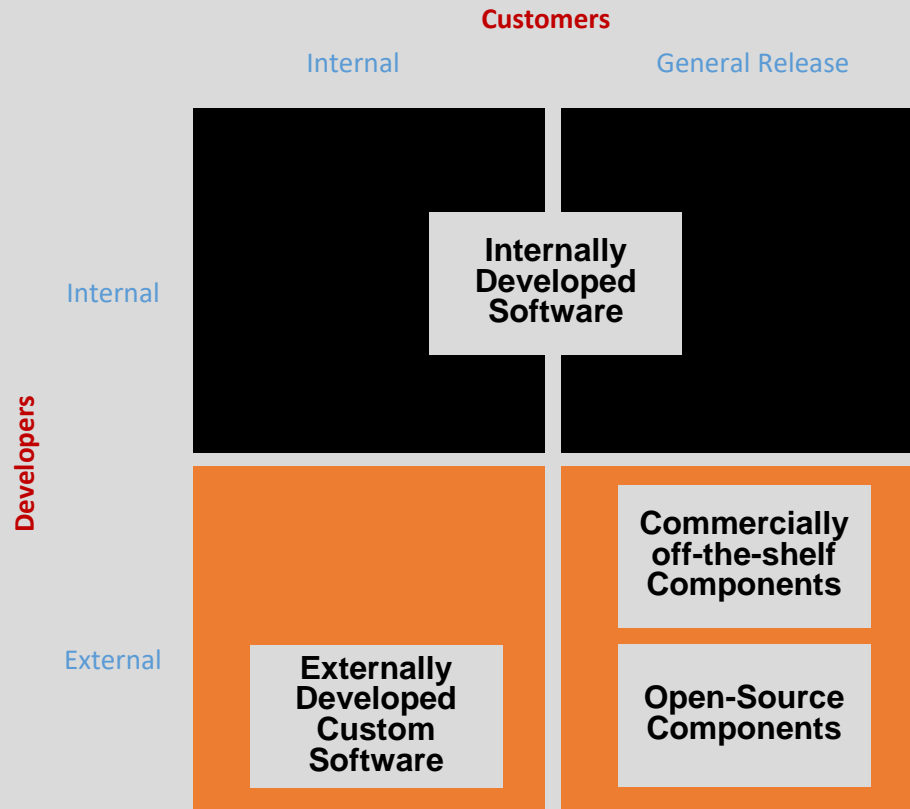 Customers
Internal
General Release
Internally
Developed
Software
Internal
Developers
Commercially
off-the-shelf
Components
External
Externally
Developed
Custom
Software
Open-Source
Components